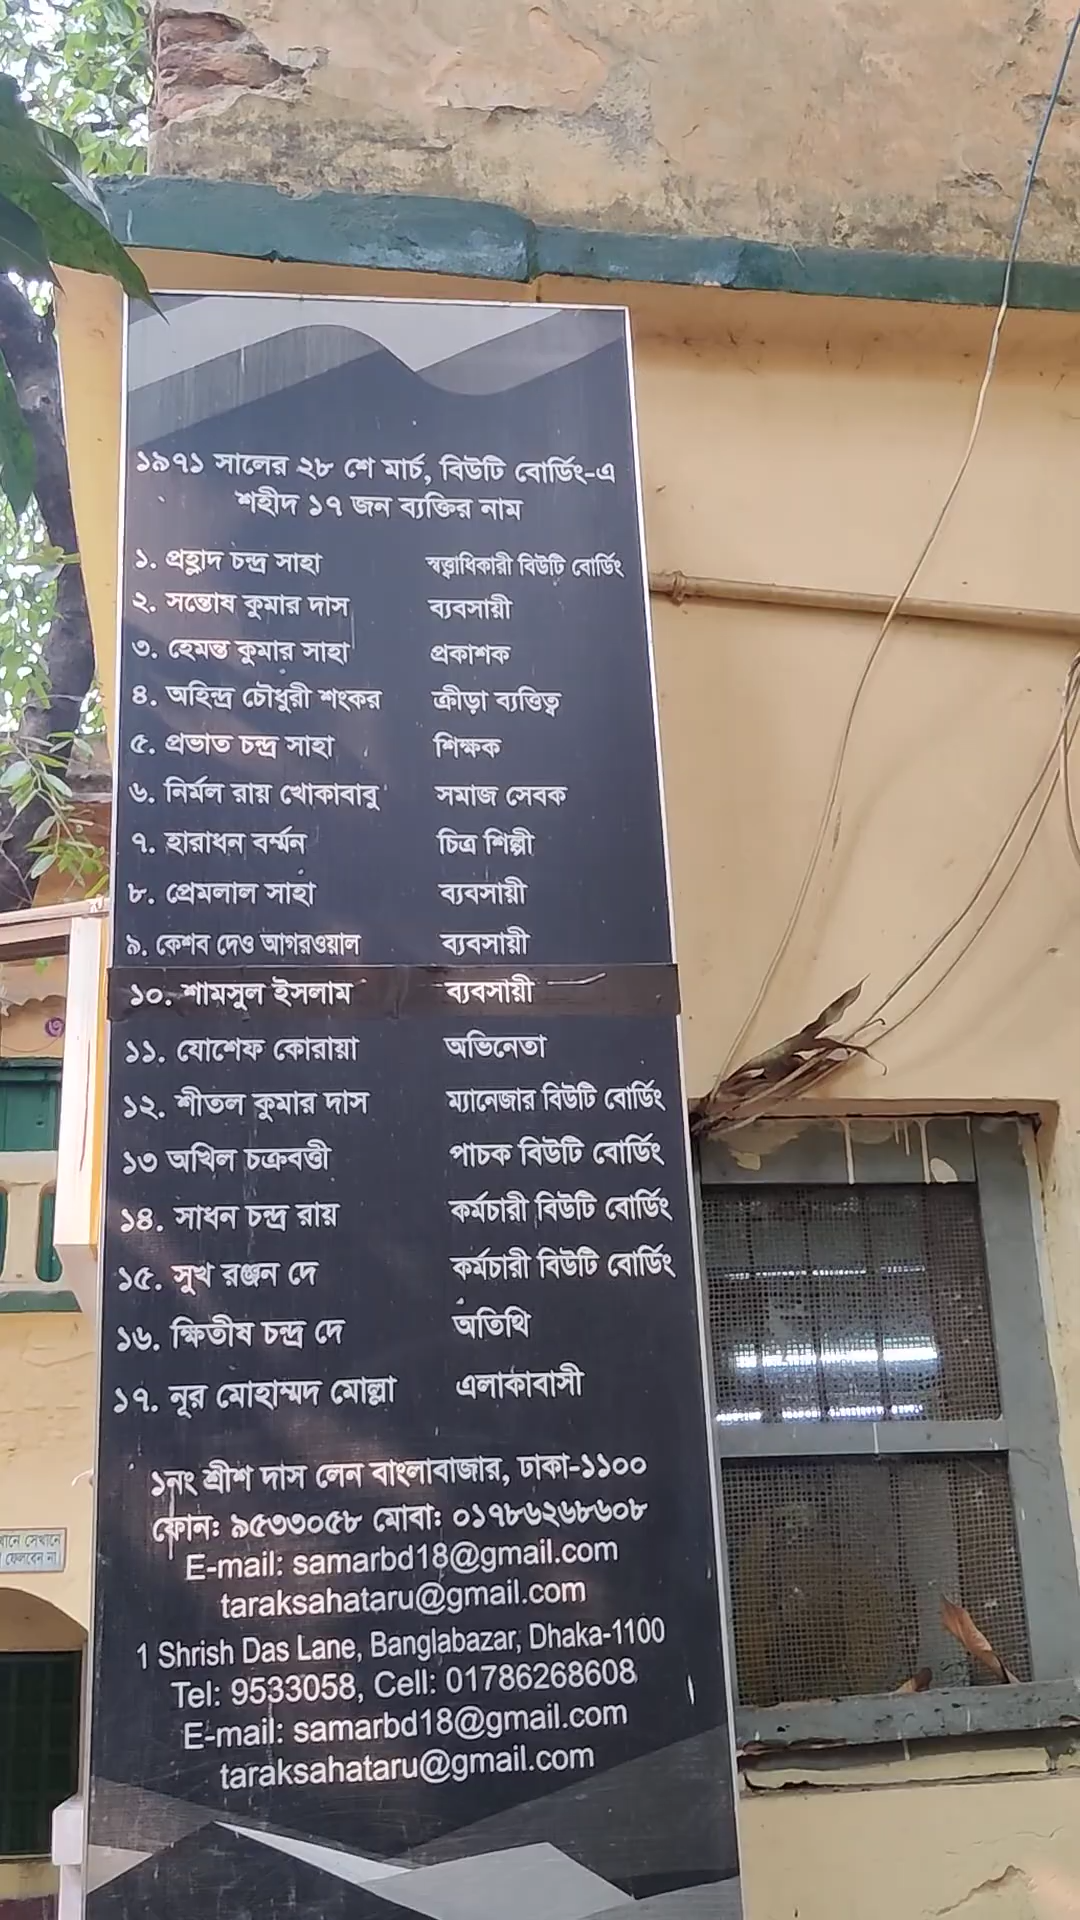 ১৯৭১ সালের ২৮ শে মার্চ, বিউটি বোর্ডিং-এ
শহীদ ১৭ জন ব্যক্তির নাম
১. প্রহ্লাদ চন্দ্র সাহা স্বত্ত্বাধিকারী বিউটি বোর্ডিং
২. সন্তোষ কুমার দাস ব্যবসায়ী
৩. হেমন্ত কুমার সাহা প্রকাশক
৪. অহিন্দ্র চৌধুরী শংকর ক্রীড়া ব্যত্তিত্ব
৫. প্রভাত চন্দ্র সাহা শিক্ষক
৬. নির্মল রায় খোকাবাবু সমাজ সেবক
৭. হারাধন বর্ম্মন চিত্র শিল্পী
৮. প্রেমলাল সাহা ব্যবসায়ী
৯. কেশব দেও আগরওয়াল ব্যবসায়ী
১০. শামসুল ইসলাম ব্যবসায়ী
১১. যোশেফ কোরায়া অভিনেতা
১২. শীতল কুমার দাস ম্যানেজার বিউটি বোর্ডিং
১৩ অখিল চক্রবর্ত্তী পাচক বিউটি বোর্ডিং
১৪. সাধন চন্দ্র রায় কর্মচারী বিউটি বোর্ডিং
১৫. সুখ রঞ্জন দে কর্মচারী বিউটি বোর্ডিং
১৬. ক্ষিতীষ চন্দ্র দে অতিথি
১৭. নূর মোহাম্মদ মোল্লা এলাকাবাসী
১নং শ্রীশ দাস লেন বাংলাবাজার, ঢাকা-১১০০
ফোন: ৯৫৩৩০৫৮ মোবা: ০১৭৮৬২৬৮৬০৮
E-mail: samarbd18@gmail.com
taraksahataru@gmail.com
1 Shrish Das Lane, Banglabazar, Dhaka-1100
Tel: 9533058, Cell: 01786268608
E-mail: samarbd18@gmail.com
taraksahataru@gmail.com
সেখানে
ফেলবেন না